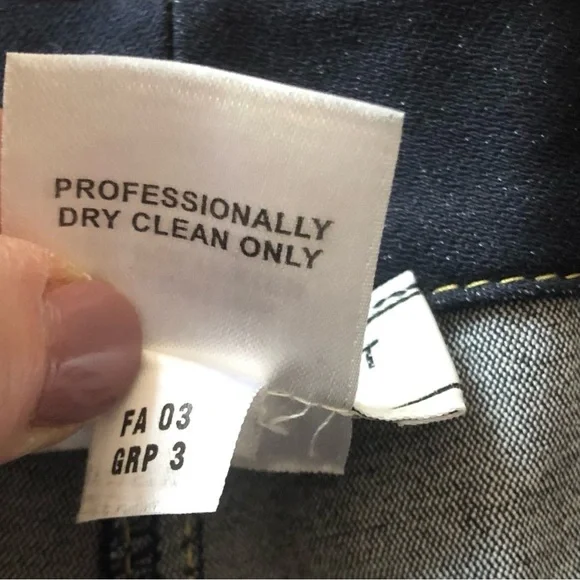 PROFESSIONALLY
DRY CLEAN ONLY
FA 03
GRP 3